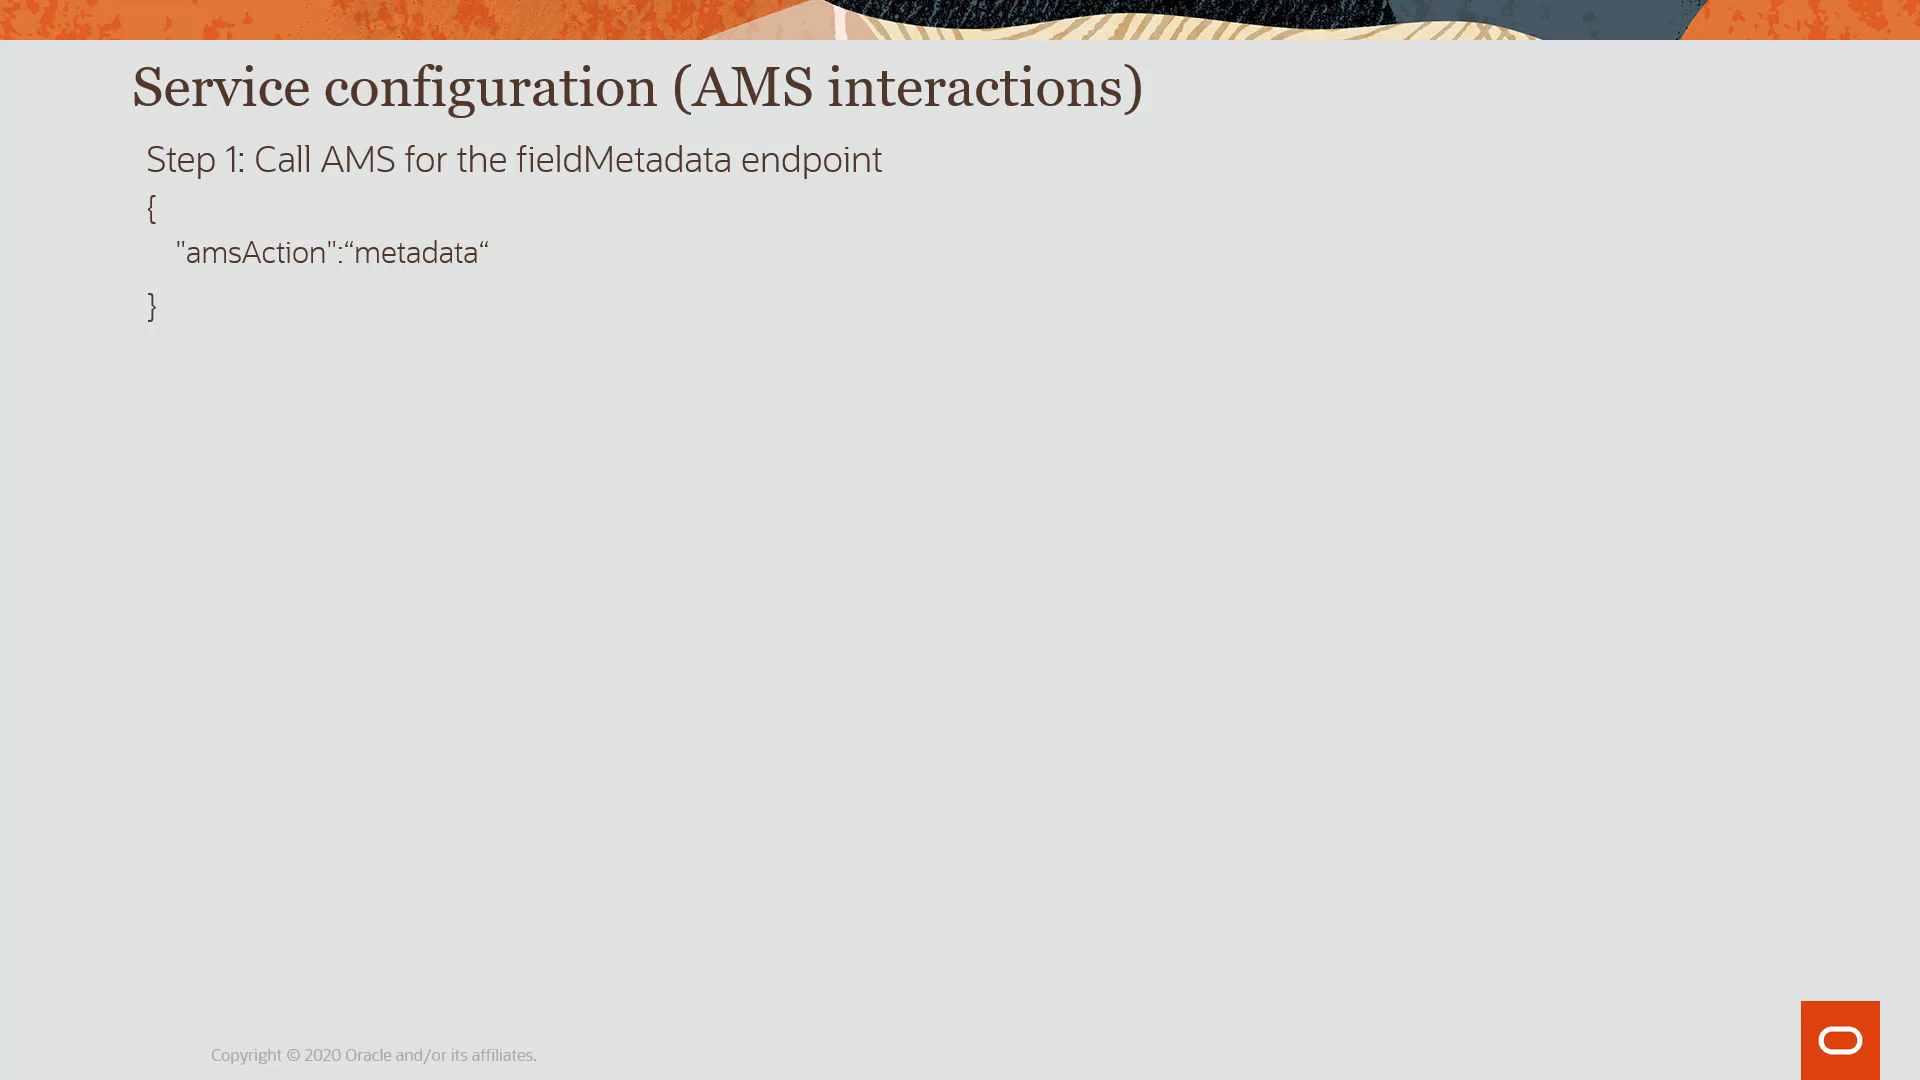 Service configuration (AMS interactions)
Step 1: Call AMS for the fieldMetadata endpoint
{
"amsAction":“metadata“
}
Copyright © 2020 Oracle and/or its affiliates.